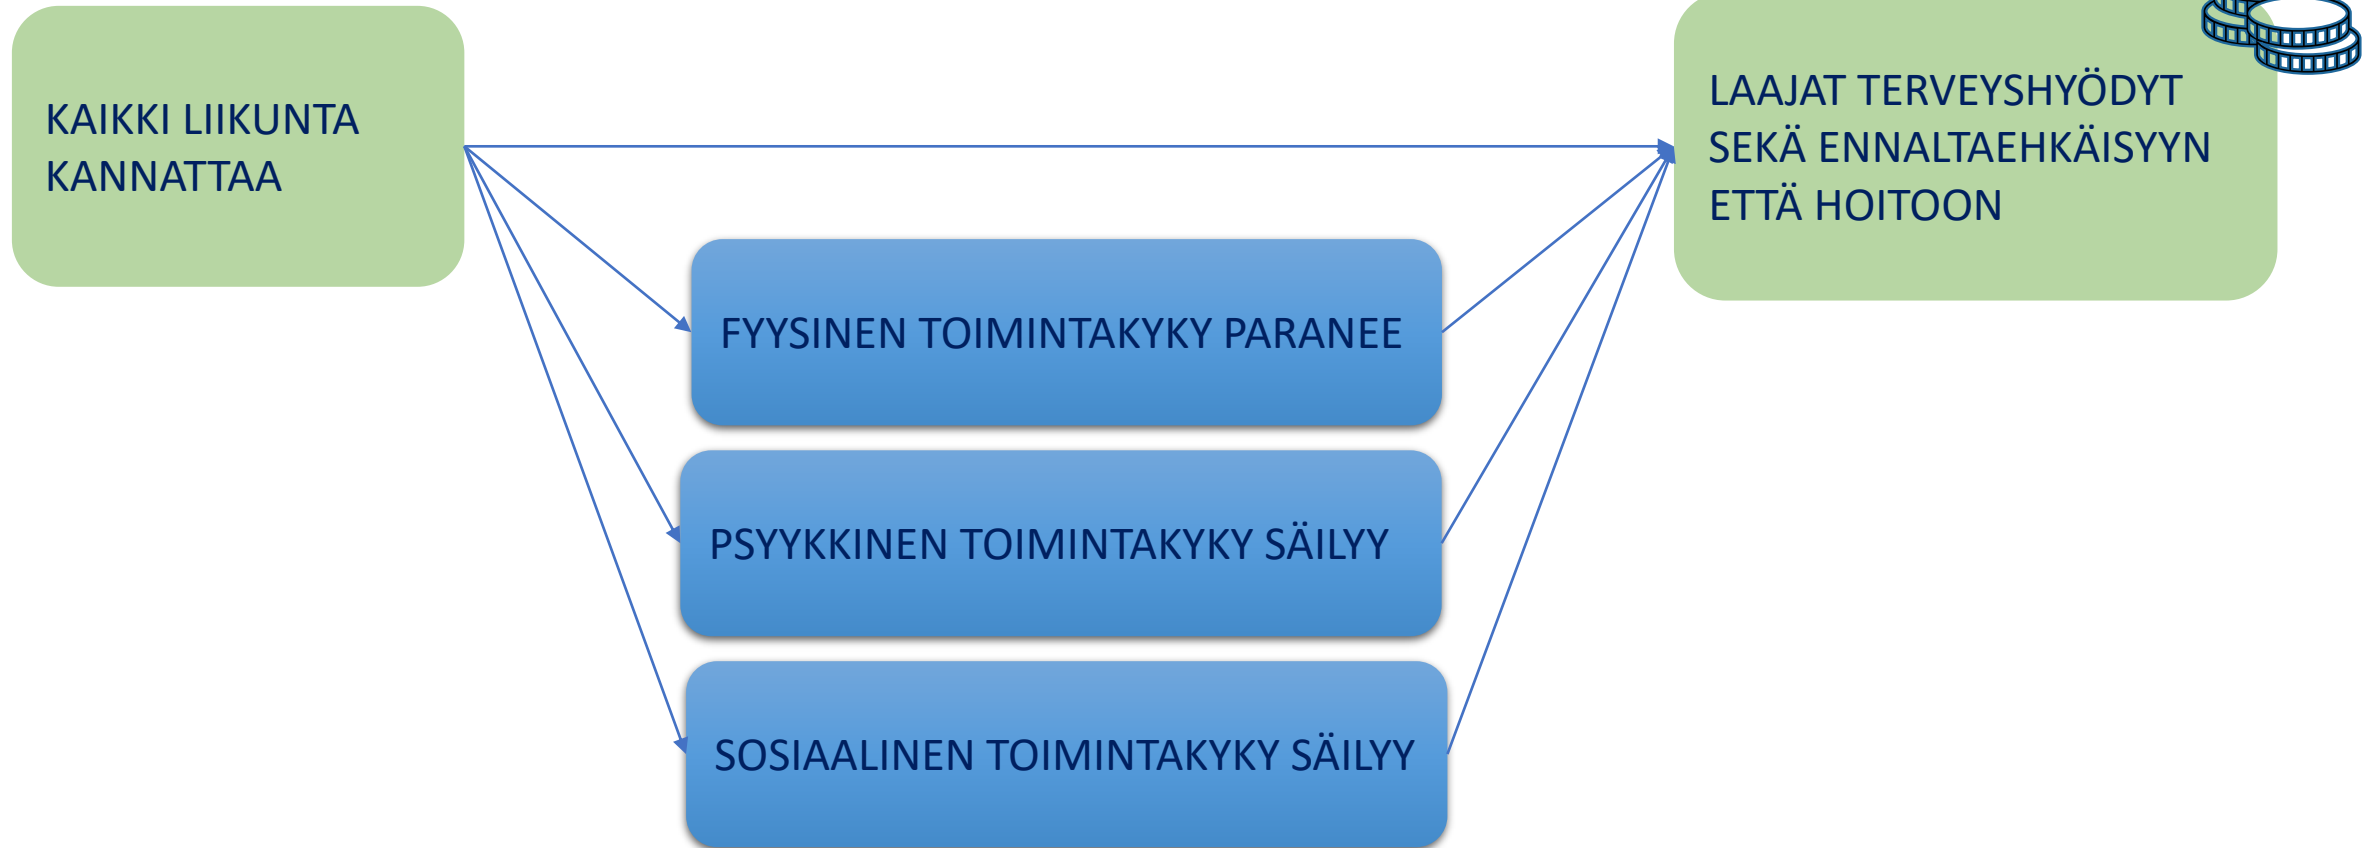 KAIKKI LIIKUNTA
KANNATTAA
LAAJAT TERVEYSHYÖDYT
SEKÄ ENNALTAEHKÄISYYN
ETTÄ HOITOON
FYYSINEN TOIMINTAKYKY PARANEE
PSYYKKINEN TOIMINTAKYKY SÄILYY
SOSIAALINEN TOIMINTAKYKY SÄILYY